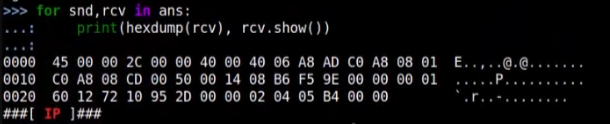 >>> for snd,rcv in ans:
...:     print(hexdump(rcv), rcv.show())
...:
0000  45 00 00 2C 00 00 40 00 40 06 A8 AD C0 A8 08 01  E..,..@.@.......
0010  C0 A8 08 CD 00 50 00 14 08 B6 F5 9E 00 00 00 01  .....P..........
0020  60 12 72 10 95 2D 00 00 02 04 05 B4 00 00        `.r..-........
###[ IP ]###